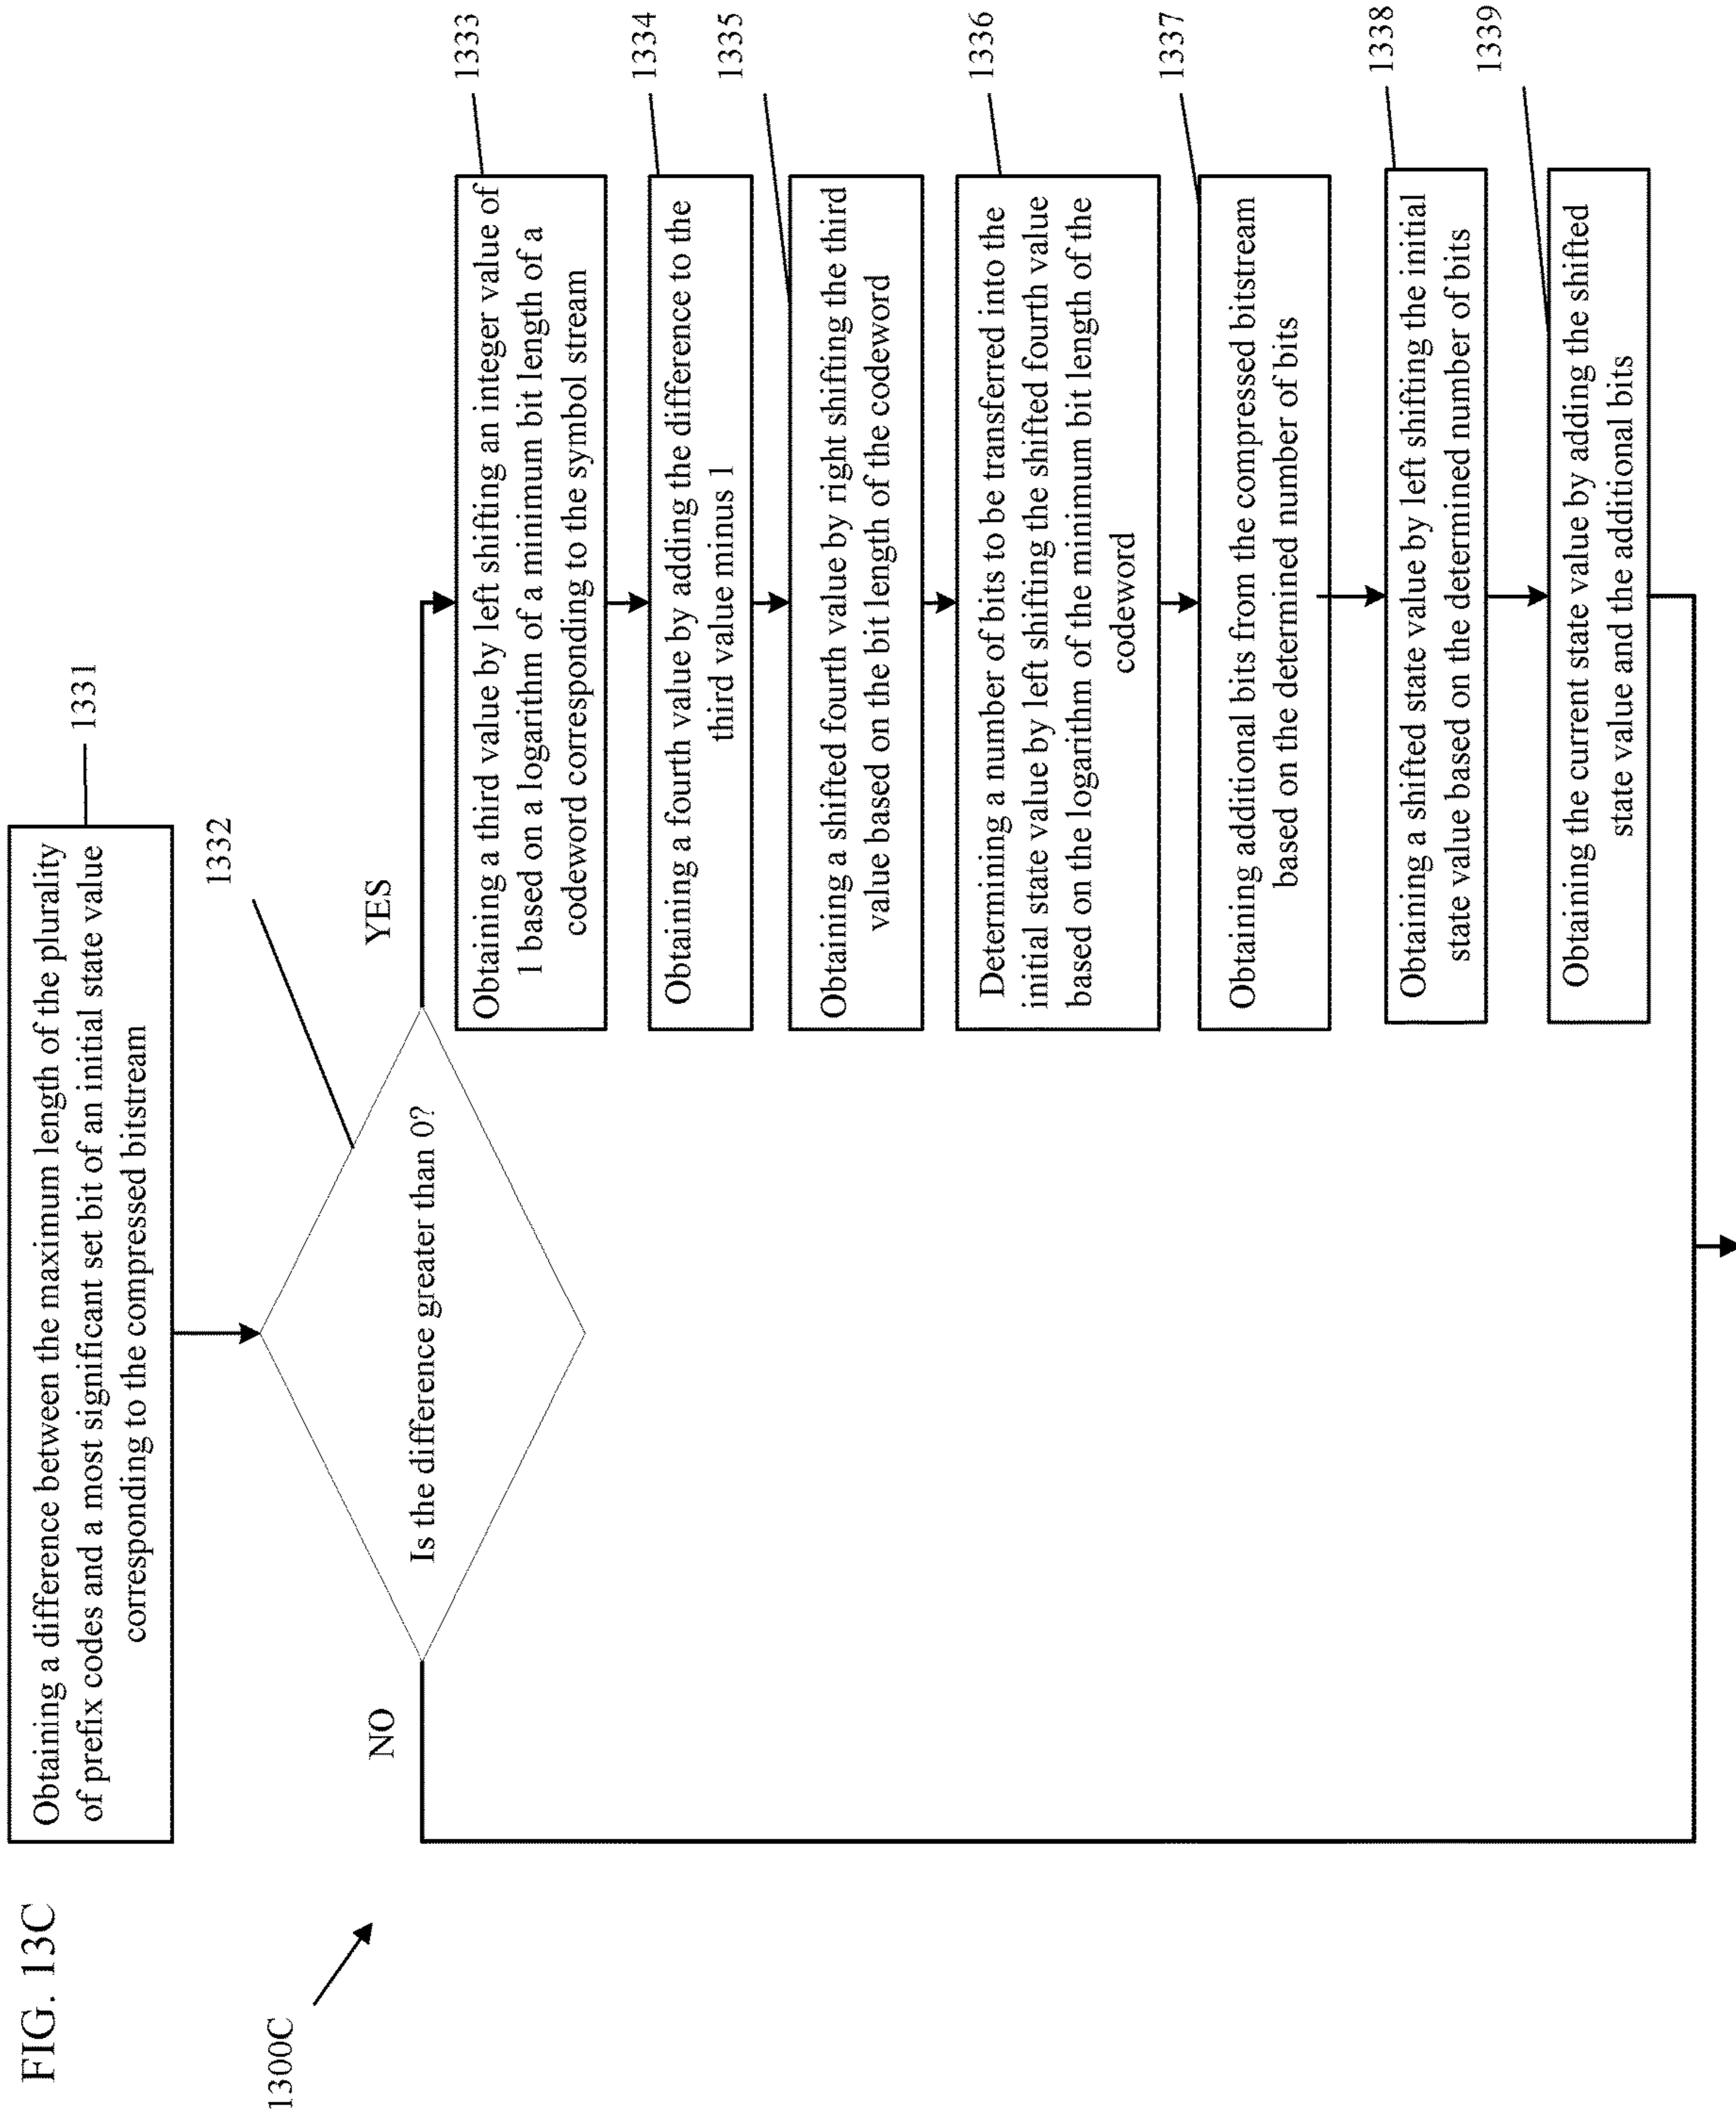 FIG. 13C
1300C
Obtaining a difference between the maximum length of the plurality
of prefix codes and a most significant set bit of an initial state value
corresponding to the compressed bitstream
1331
1332
Is the difference greater than 0?
NO
YES
Obtaining a third value by left shifting an integer value of
1 based on a logarithm of a minimum bit length of a
codeword corresponding to the symbol stream
1333
Obtaining a fourth value by adding the difference to the
third value minus 1
1334
Obtaining a shifted fourth value by right shifting the third
value based on the bit length of the codeword
1335
Determining a number of bits to be transferred into the
initial state value by left shifting the shifted fourth value
based on the logarithm of the minimum bit length of the
codeword
1336
Obtaining additional bits from the compressed bitstream
based on the determined number of bits
1337
Obtaining a shifted state value by left shifting the initial
state value based on the determined number of bits
1338
Obtaining the current state value by adding the shifted
state value and the additional bits
1339